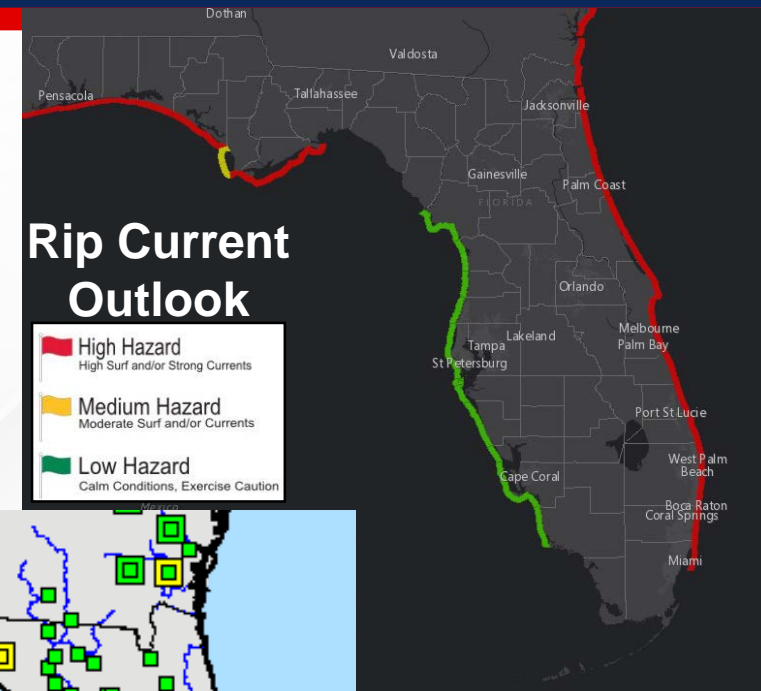 Dothan
Valdosta
Pensacola
Tallahassee
Jacksonville
Gainesville
Palm Coast
FLORIDA
Rip Current
Outlook
Orlando
High Hazard
High Surf and/or Strong Currents
Medium Hazard
Moderate Surf and/or Currents
Low Hazard
Calm Conditions, Exercise Caution
Mexico
Melbourne
Palm Bay
Lakeland
Tampa
St Petersburg
Port St Lucie
West Palm
Beach
Cape Coral
Boca Raton
Coral Springs
Miami